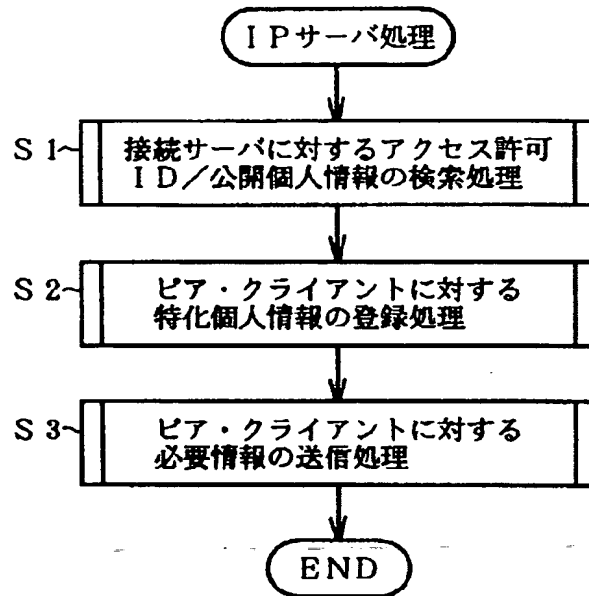 IPサーバ処理
S1~
接続サーバに対するアクセス許可
ID/公開個人情報の検索処理
S2~
ピア・クライアントに対する
特化個人情報の登録処理
S3~
ピア・クライアントに対する
必要情報の送信処理
END